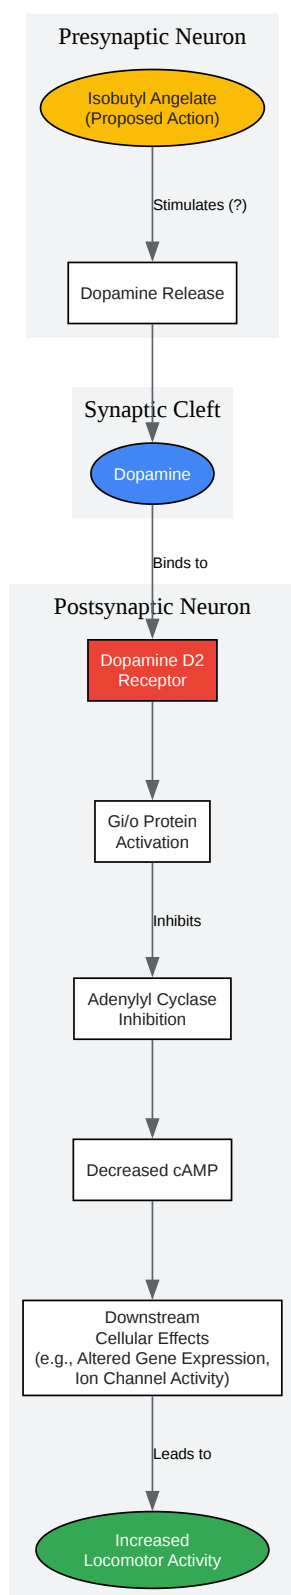 Presynaptic Neuron
Isobutyl Angelate
(Proposed Action)
Stimulates (?)
Dopamine Release
Synaptic Cleft
Dopamine
Binds to
Postsynaptic Neuron
Dopamine D2
Receptor
Gi/o Protein
Activation
Inhibits
Adenylyl Cyclase
Inhibition
Decreased cAMP
Downstream
Cellular Effects
(e.g., Altered Gene Expression,
Ion Channel Activity)
Leads to
Increased
Locomotor Activity